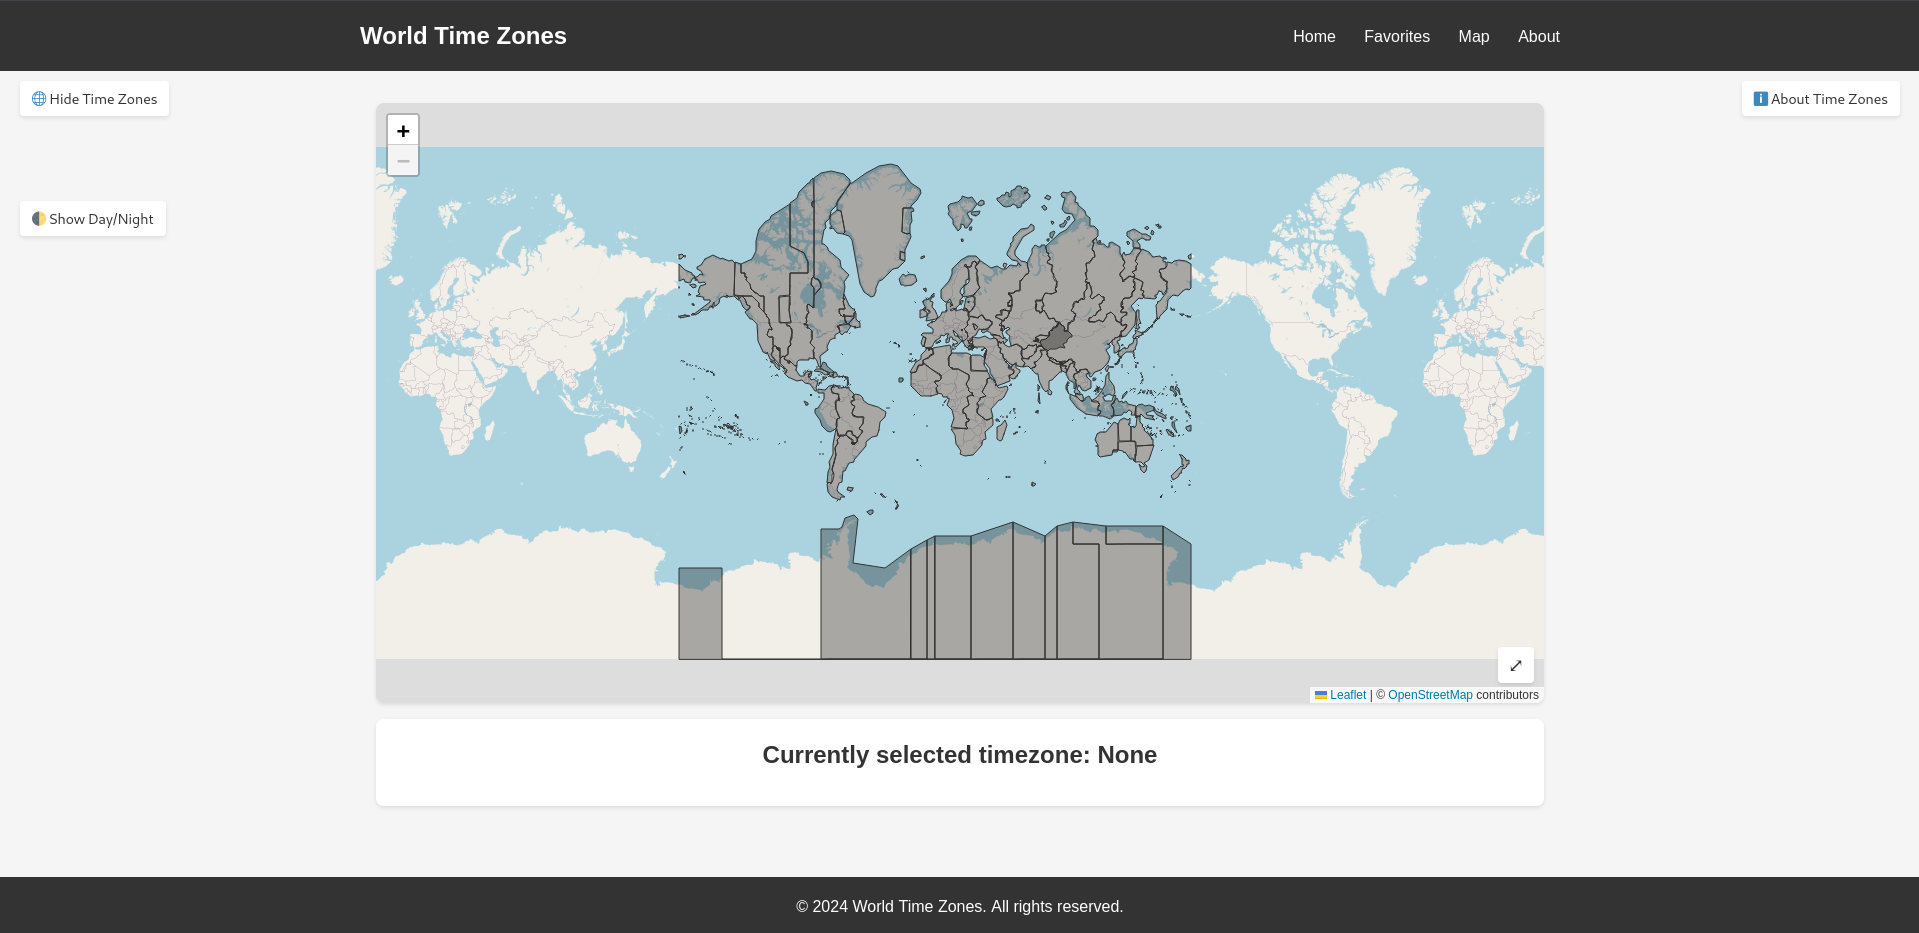 World Time Zones
Home Favorites Map About
Hide Time Zones
About Time Zones
+
−
Show Day/Night
Leaflet | © OpenStreetMap contributors
Currently selected timezone: None
© 2024 World Time Zones. All rights reserved.